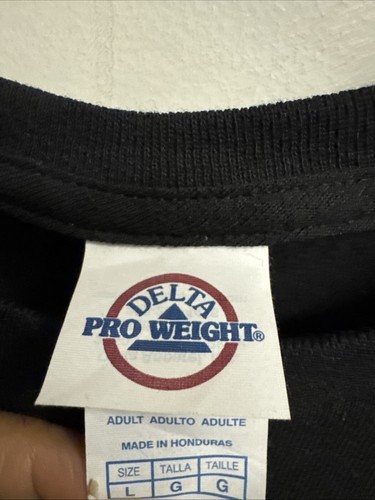 DELTA
PRO WEIGHT®
ADULT ADULTO ADULTE
MADE IN HONDURAS
SIZE TALLA TAILLE
L G G